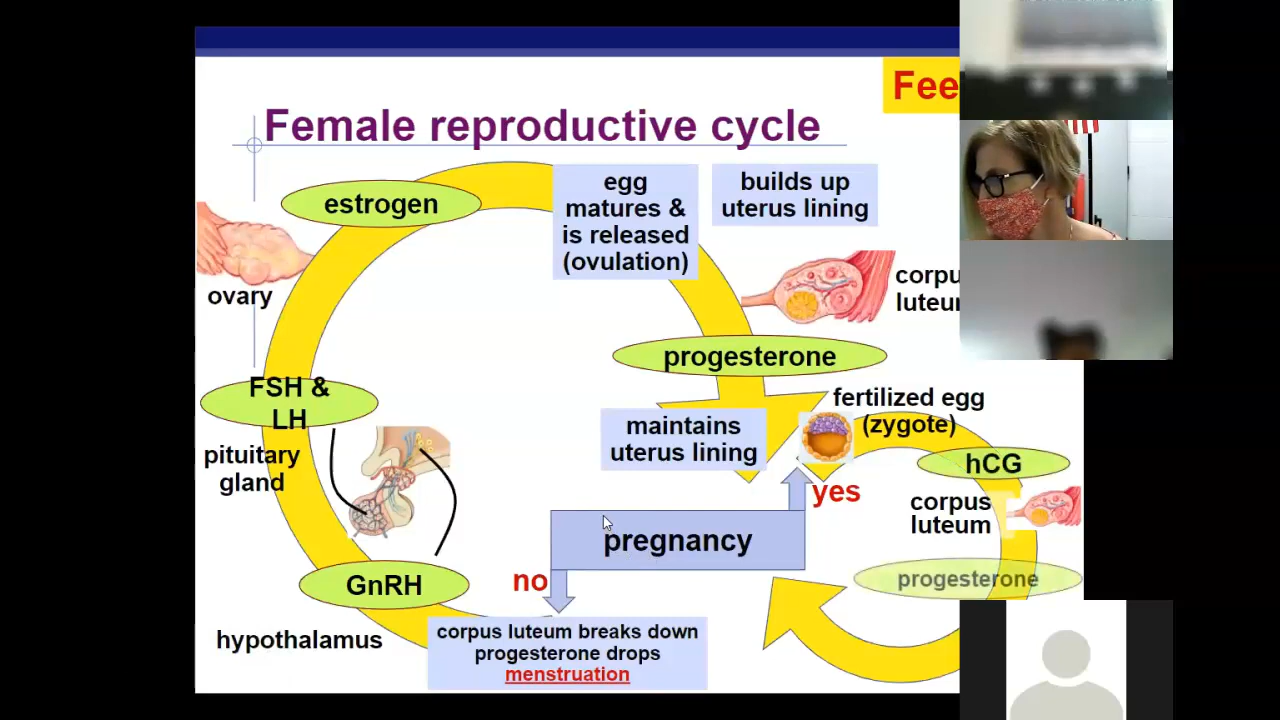 Fee
Female reproductive cycle
estrogen
egg
matures &
is released
(ovulation)
builds up
uterus lining
ovary
corpu
luteu
progesterone
FSH &
LH
maintains
uterus lining
fertilized egg
(zygote)
pituitary
gland
hCG
yes
corpus
luteum
pregnancy
no
GnRH
progesterone
hypothalamus
corpus luteum breaks down
progesterone drops
menstruation